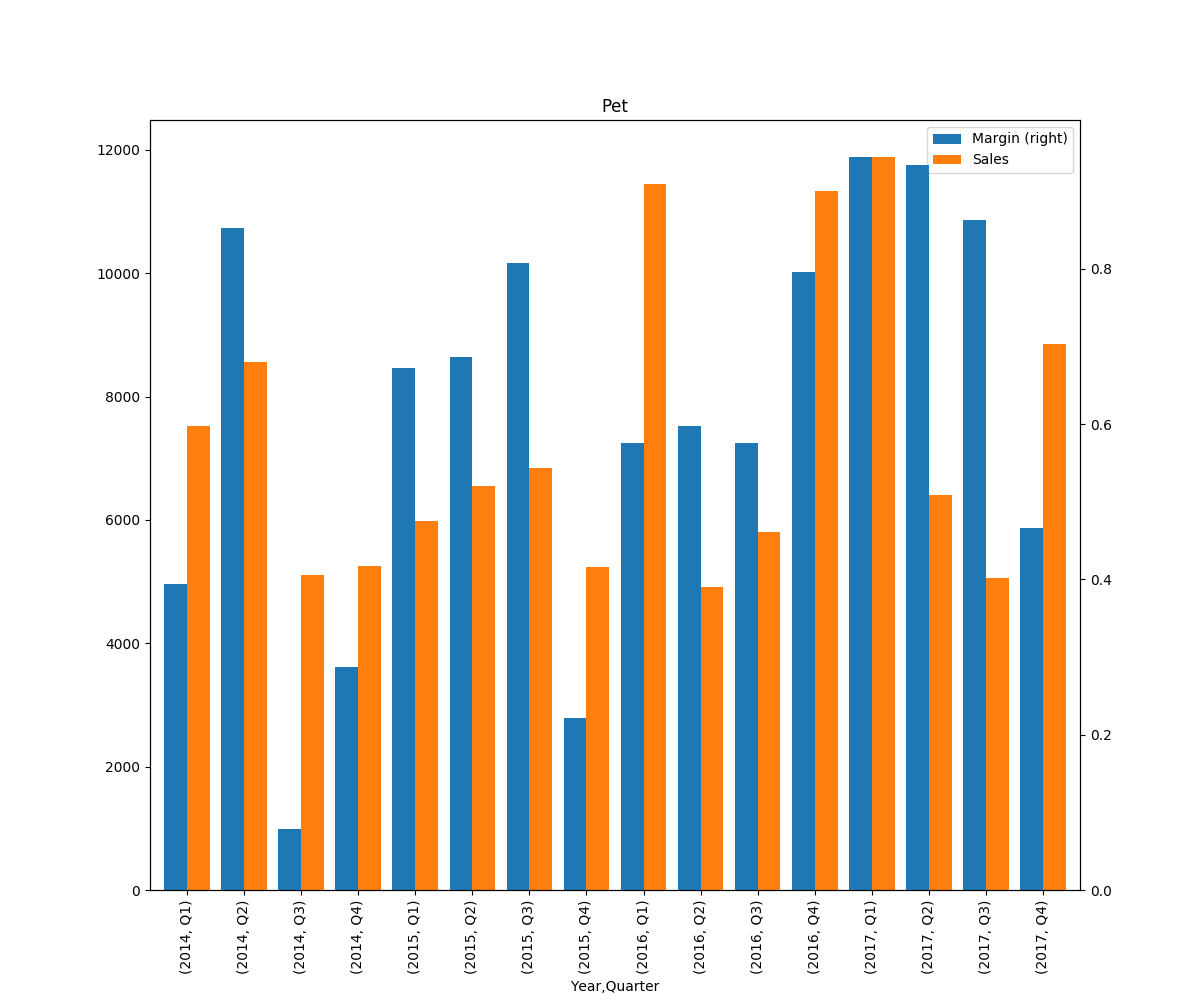 Pet
Margin (right)
Sales
12000
10000
8000
6000
4000
2000
0
0.8
0.6
0.4
0.2
0.0
(2014, Q1)
(2014, Q2)
(2014, Q3)
(2014, Q4)
(2015, Q1)
(2015, Q2)
(2015, Q3)
(2015, Q4)
(2016, Q1)
(2016, Q2)
(2016, Q3)
(2016, Q4)
(2017, Q1)
(2017, Q2)
(2017, Q3)
(2017, Q4)
Year,Quarter